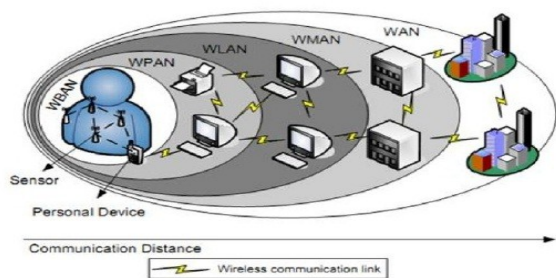 WBAN
WPAN
WLAN
WMAN
WAN
Sensor
Personal Device
Communication Distance
Wireless communication link